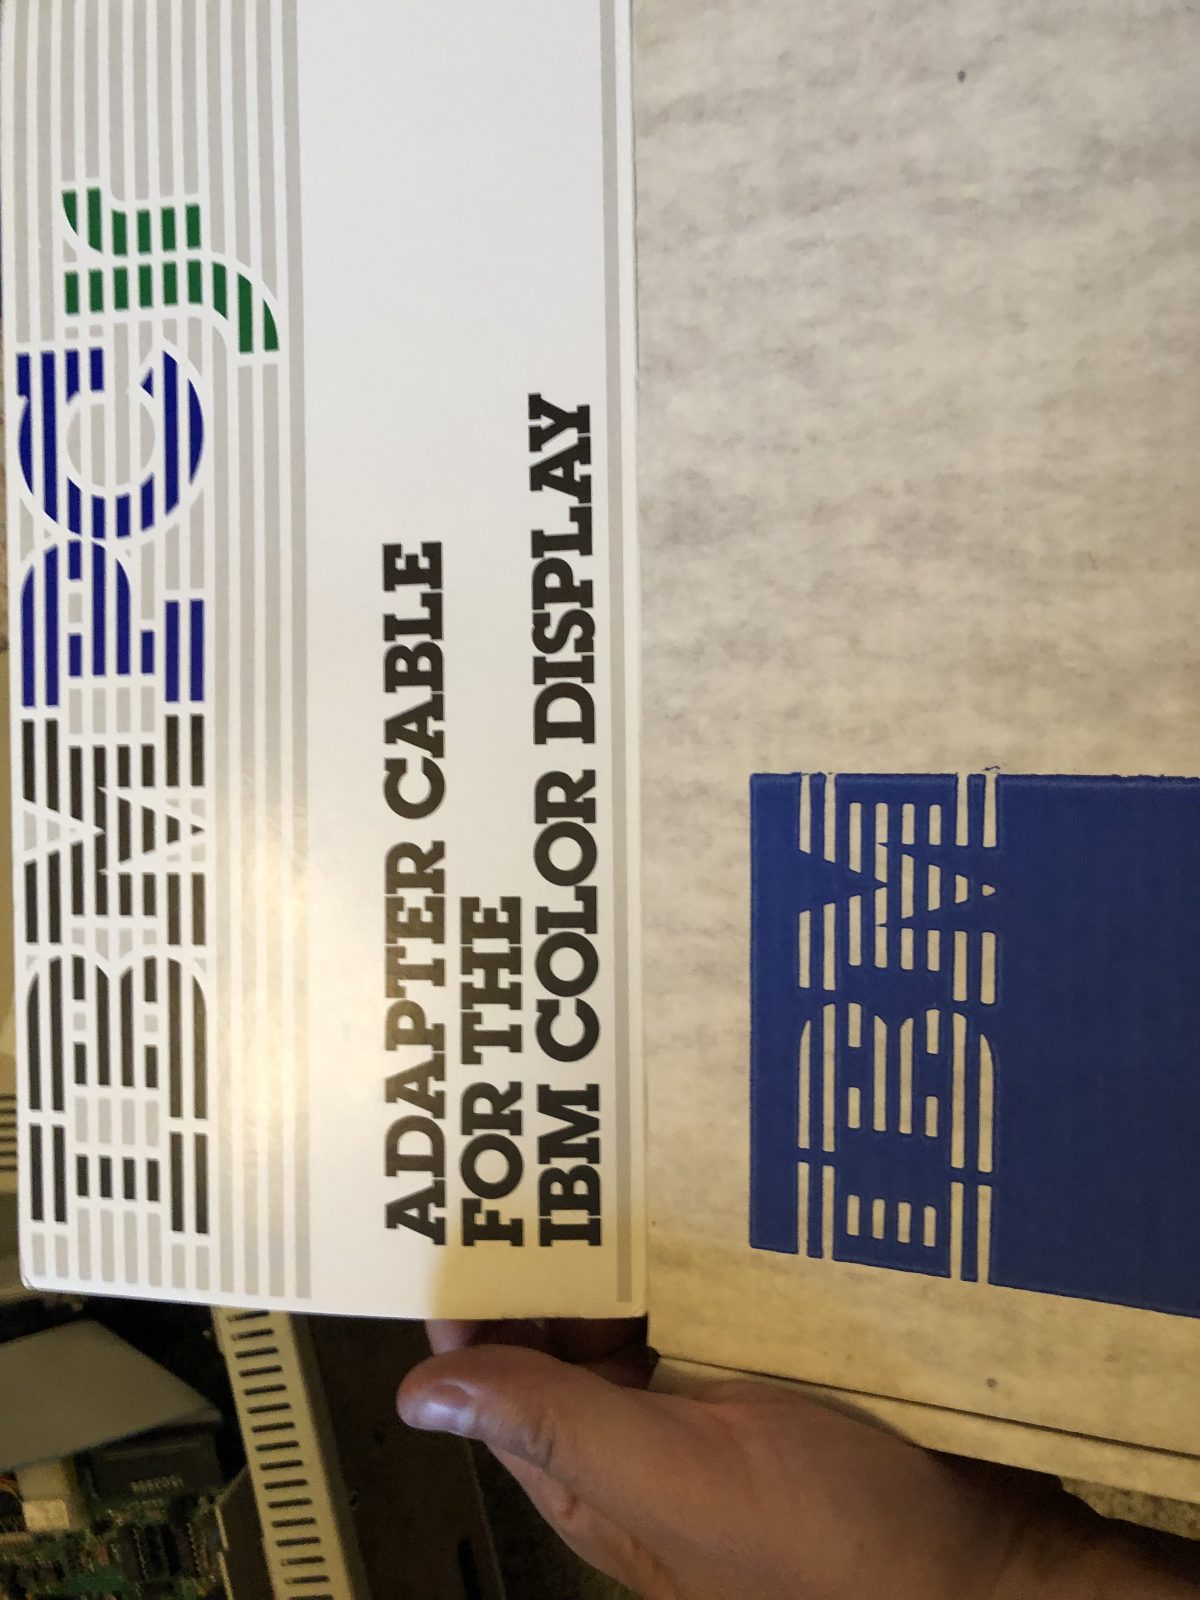 IBM PCjr
ADAPTER CABLE
FOR THE
IBM COLOR DISPLAY
IBM